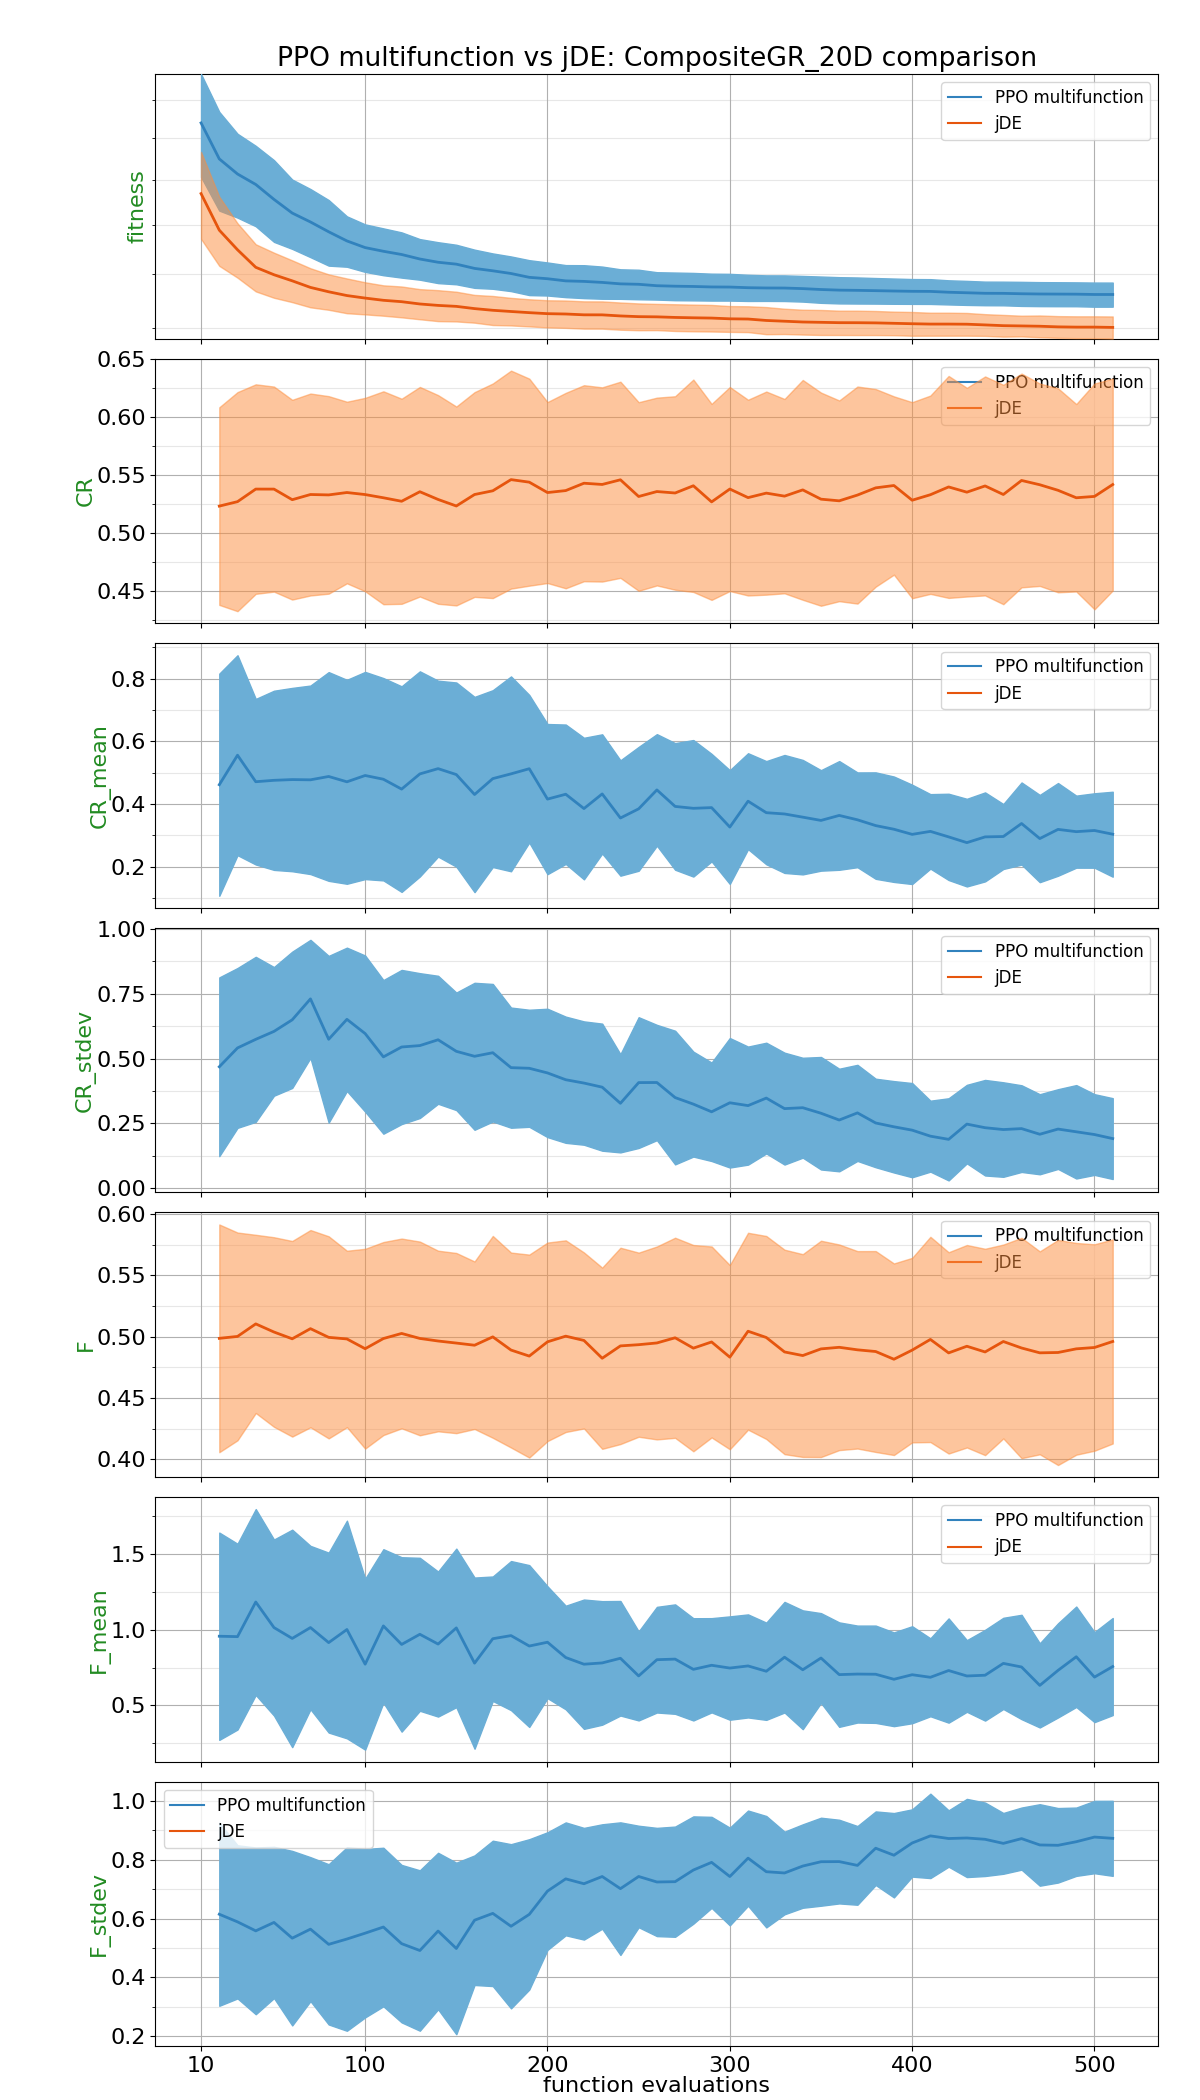 PPO multifunction vs jDE: CompositeGR_20D comparison
fitness
PPO multifunction
jDE
CR
0.65
0.60
0.55
0.50
0.45
PPO multifunction
jDE
CR_mean
0.8
0.6
0.4
0.2
PPO multifunction
jDE
CR_stdev
1.00
0.75
0.50
0.25
0.00
PPO multifunction
jDE
F
0.60
0.55
0.50
0.45
0.40
PPO multifunction
jDE
F_mean
1.5
1.0
0.5
PPO multifunction
jDE
F_stdev
1.0
0.8
0.6
0.4
0.2
PPO multifunction
jDE
10 100 200 300 400 500
function evaluations